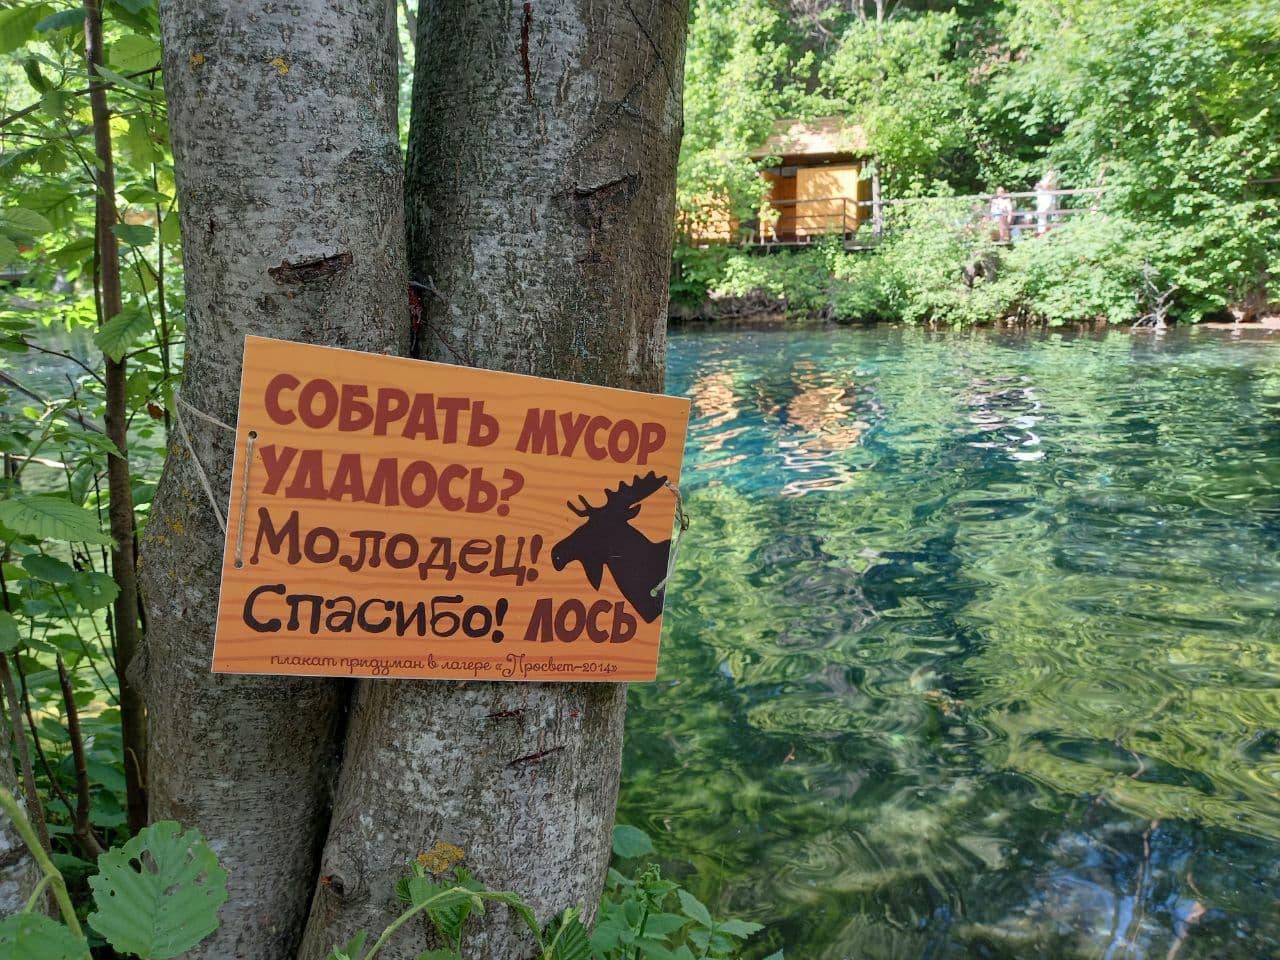 СОБРАТЬ МУСОР
УДАЛОСЬ?
Молодец!
Спасибо! ЛОСЬ
плакат придуман в лагере «Просвет-2014»